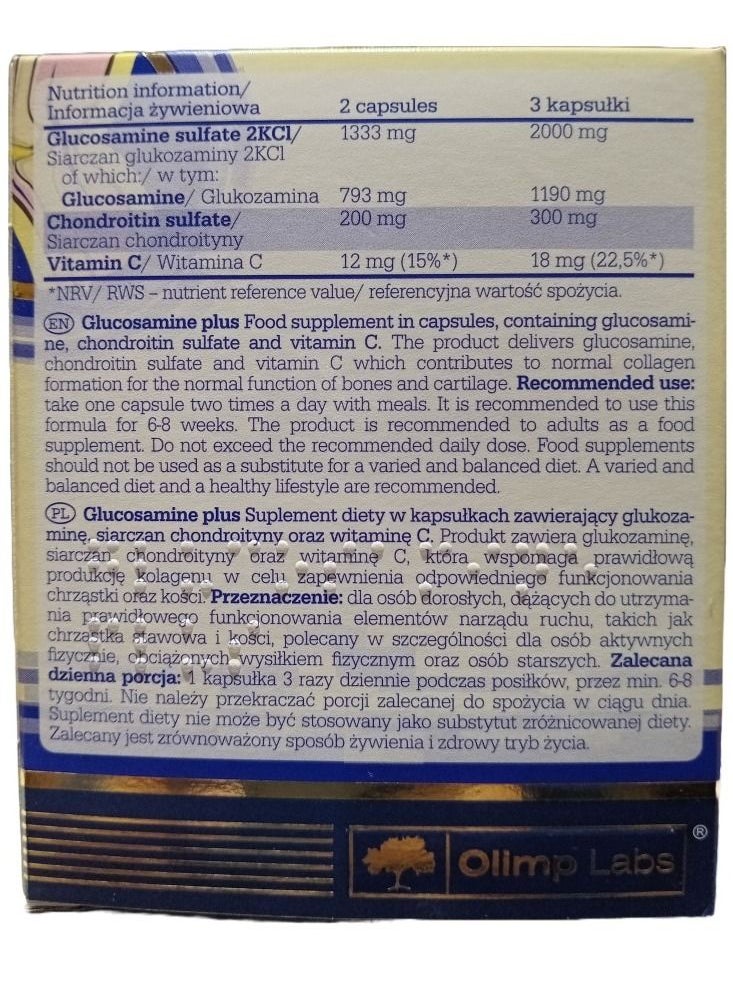 Nutrition information/
Informacja żywieniowa 2 capsules 3 kapsułki
Glucosamine sulfate 2KCl/ 1333 mg 2000 mg
Siarczan glukozaminy 2KCl
of which:/ w tym:
Glucosamine/ Glukozamina 793 mg 1190 mg
Chondroitin sulfate/ 200 mg 300 mg
Siarczan chondroityny
Vitamin C/ Witamina C 12 mg (15%*) 18 mg (22,5%*)
*NRV/ RWS – nutrient reference value/ referencyjna wartość spożycia.
EN Glucosamine plus Food supplement in capsules, containing glucosami-
ne, chondroitin sulfate and vitamin C. The product delivers glucosamine,
chondroitin sulfate and vitamin C which contributes to normal collagen
formation for the normal function of bones and cartilage. Recommended use:
take one capsule two times a day with meals. It is recommended to use this
formula for 6-8 weeks. The product is recommended to adults as a food
supplement. Do not exceed the recommended daily dose. Food supplements
should not be used as a substitute for a varied and balanced diet. A varied and
balanced diet and a healthy lifestyle are recommended.
PL Glucosamine plus Suplement diety w kapsułkach zawierający glukoza-
minę, siarczan chondroityny oraz witaminę C. Produkt zawiera glukozaminę,
siarczan chondroityny oraz witaminę C, która wspomaga prawidłową
produkcję kolagenu w celu zapewnienia odpowiedniego funkcjonowania
chrząstki oraz kości. Przeznaczenie: dla osób dorosłych, dążących do utrzyma-
nia prawidłowego funkcjonowania elementów narządu ruchu, takich jak
chrząstka stawowa i kości, polecany w szczególności dla osób aktywnych
fizycznie, obciążonych wysiłkiem fizycznym oraz osób starszych. Zalecana
dzienna porcja: 1 kapsułka 3 razy dziennie podczas posiłków, przez min. 6-8
tygodni. Nie należy przekraczać porcji zalecanej do spożycia w ciągu dnia.
Suplement diety nie może być stosowany jako substytut zróżnicowanej diety.
Zalecany jest zrównoważony sposób żywienia i zdrowy tryb życia.
Olimp Labs ®